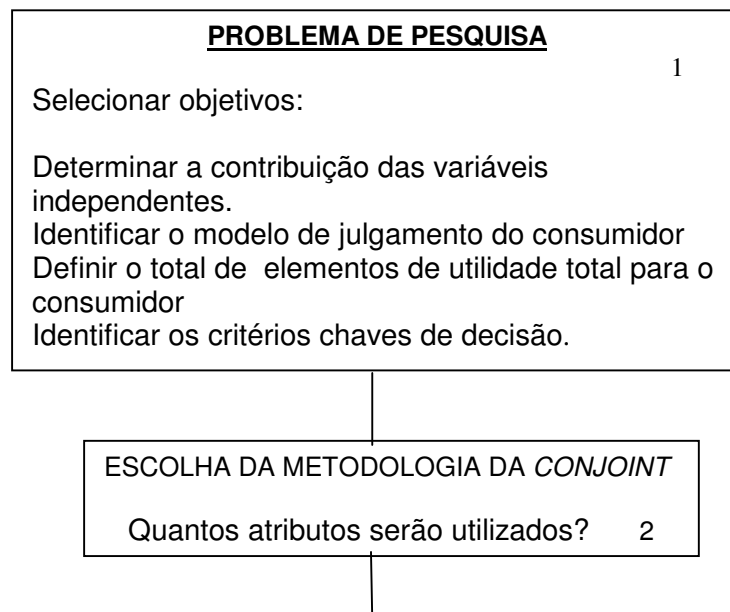 PROBLEMA DE PESQUISA
1
Selecionar objetivos:
Determinar a contribuição das variáveis
independentes.
Identificar o modelo de julgamento do consumidor
Definir o total de elementos de utilidade total para o
consumidor
Identificar os critérios chaves de decisão.
ESCOLHA DA METODOLOGIA DA CONJOINT
Quantos atributos serão utilizados? 2